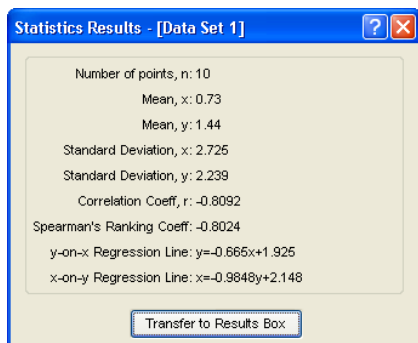 Statistics Results - [Data Set 1]
?
Number of points, n: 10
Mean, x: 0.73
Mean, y: 1.44
Standard Deviation, x: 2.725
Standard Deviation, y: 2.239
Correlation Coeff, r: -0.8092
Spearman's Ranking Coeff: -0.8024
y-on-x Regression Line: y=-0.665x+1.925
x-on-y Regression Line: x=-0.9848y+2.148
Transfer to Results Box